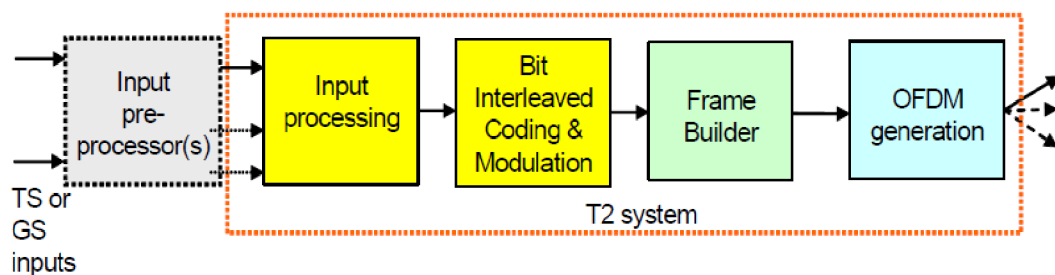 Input
pre-
processor(s)
TS or
GS
inputs
Input
processing
Bit
Interleaved
Coding &
Modulation
Frame
Builder
OFDM
generation
T2 system